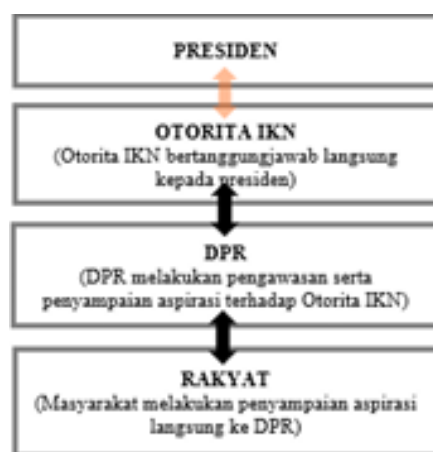 PRESIDEN
OTORITA IKN
(Otorita IKN bertanggungjawab langsung
kepada presiden)
DPR
(DPR melakukan pengawasan serta
penyampaian aspirasi terhadap Otorita IKN)
RAKYAT
(Masyarakat melakukan penyampaian aspirasi
langsung ke DPR)